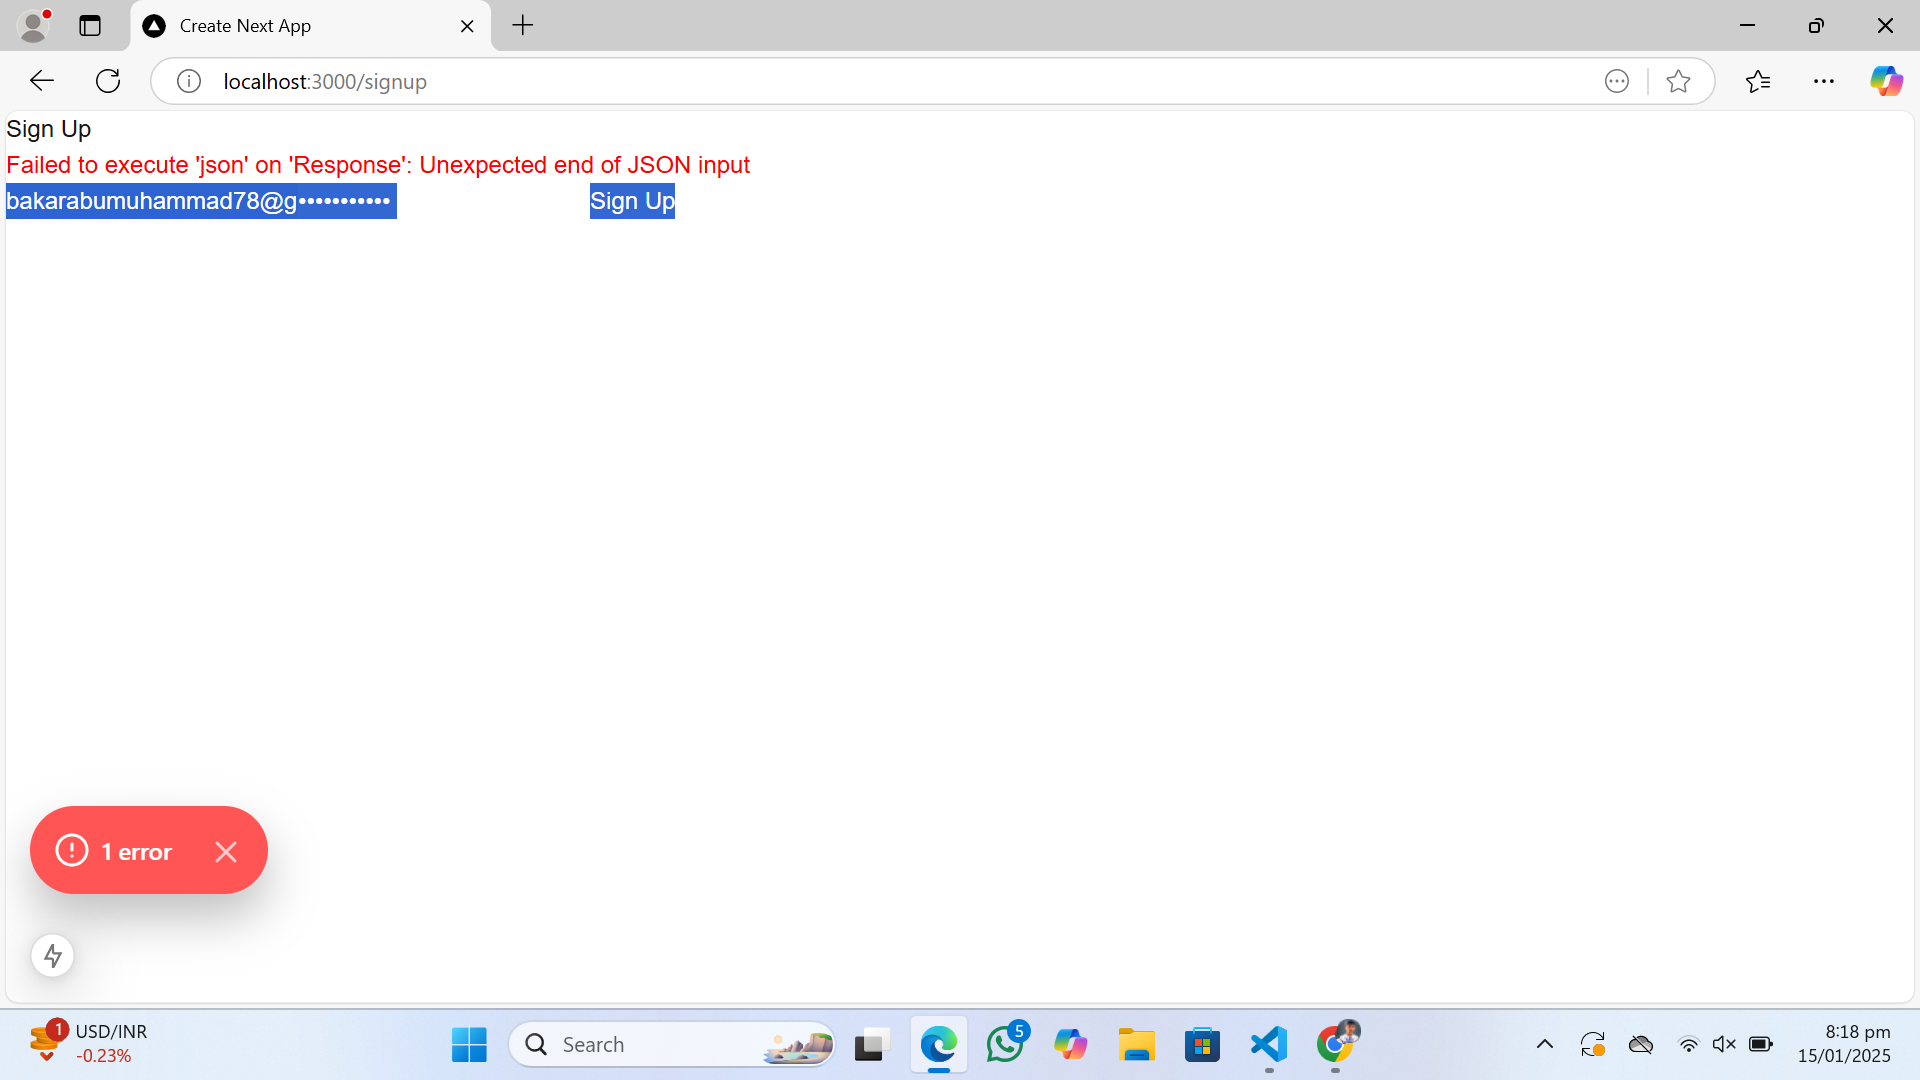 Create Next App
localhost:3000/signup
Sign Up
Failed to execute 'json' on 'Response': Unexpected end of JSON input
bakarabumuhammad78@g••••••••••• Sign Up
1 error
1
USD/INR
-0.23%
Search
5
8:18 pm
15/01/2025